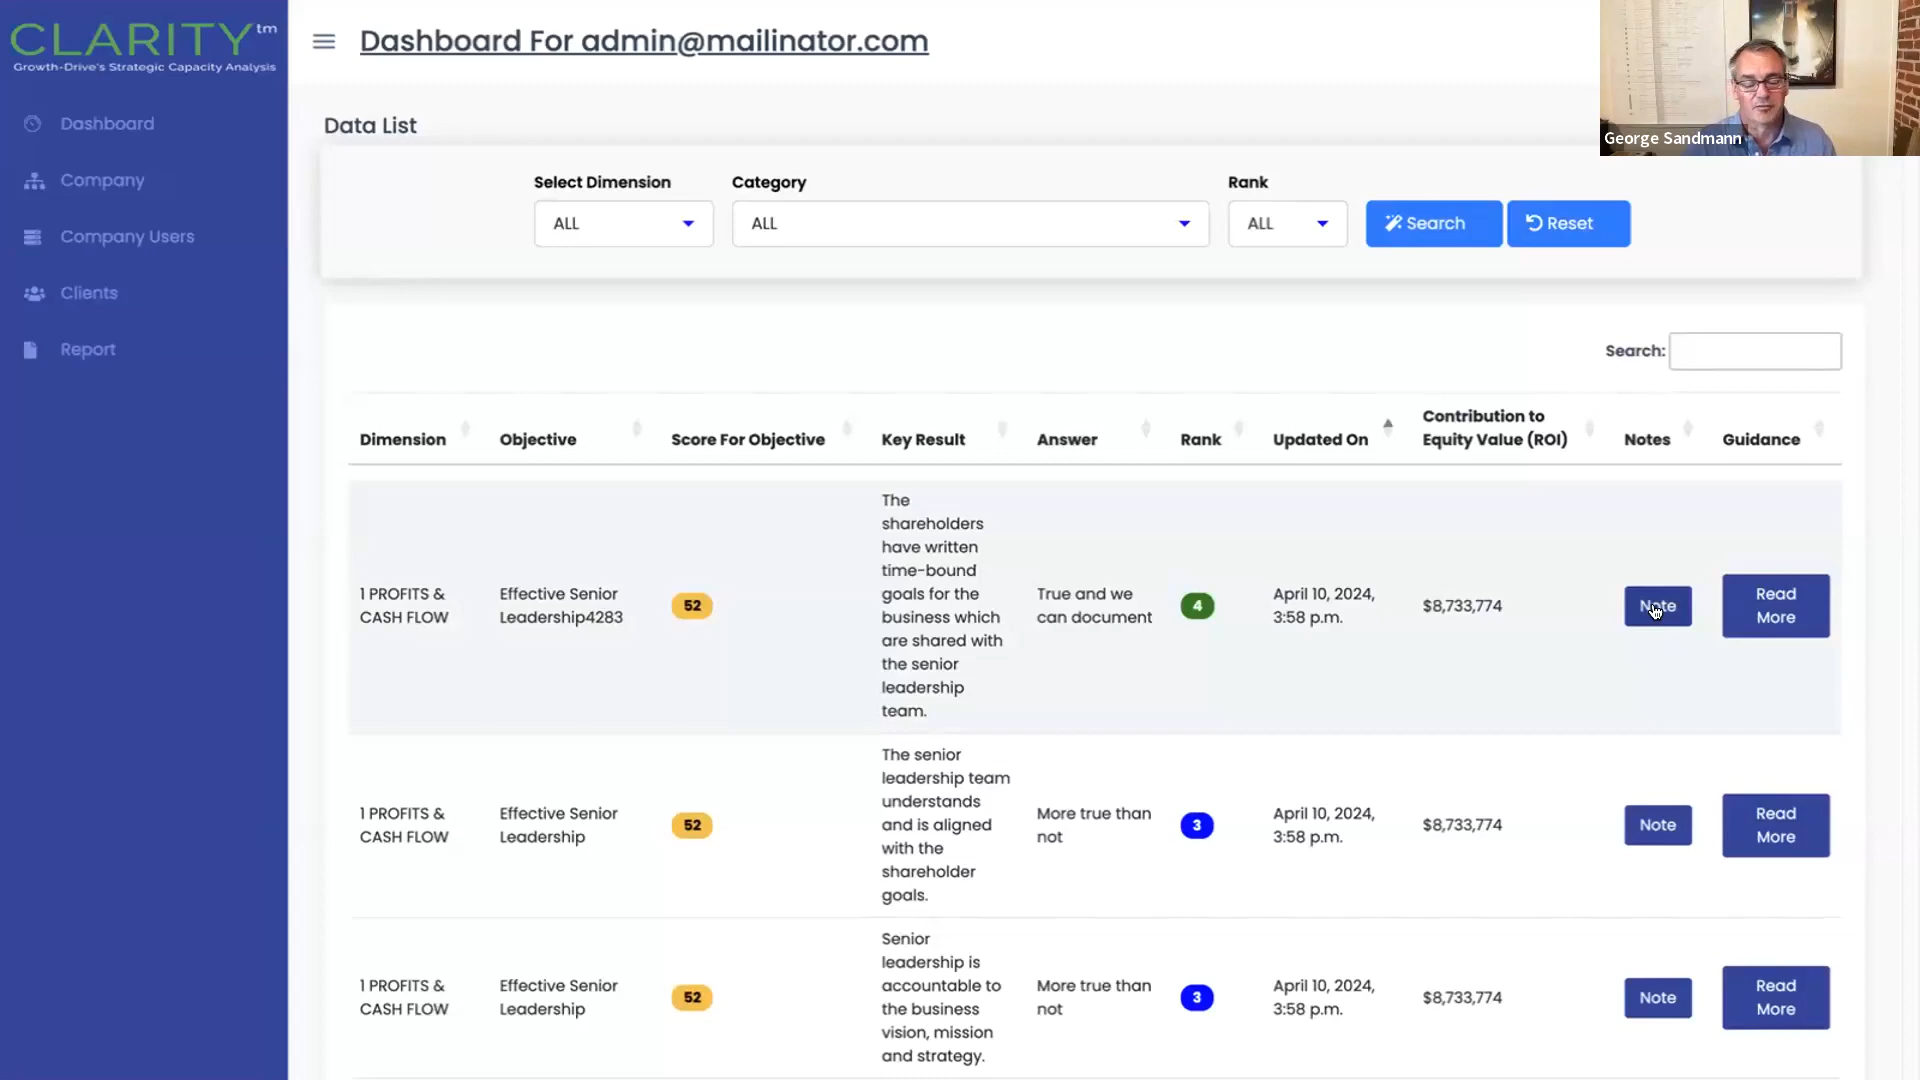 CLARITY tm
Growth-Drive's Strategic Capacity Analysis
Dashboard
Company
Company Users
Clients
Report
Dashboard For admin@mailinator.com
George Sandmann
Data List
Select Dimension
Category
Rank
ALL
ALL
ALL
Search
Reset
Search:
Dimension
Objective
Score For Objective
Key Result
Answer
Rank
Updated On
Contribution to
Equity Value (ROI)
Notes
Guidance
1 PROFITS &
CASH FLOW
Effective Senior
Leadership4283
52
The
shareholders
have written
time-bound
goals for the
business which
are shared with
the senior
leadership
team.
True and we
can document
4
April 10, 2024,
3:58 p.m.
$8,733,774
Note
Read
More
1 PROFITS &
CASH FLOW
Effective Senior
Leadership
52
The senior
leadership team
understands
and is aligned
with the
shareholder
goals.
More true than
not
3
April 10, 2024,
3:58 p.m.
$8,733,774
Note
Read
More
1 PROFITS &
CASH FLOW
Effective Senior
Leadership
52
Senior
leadership is
accountable to
the business
vision, mission
and strategy.
More true than
not
3
April 10, 2024,
3:58 p.m.
$8,733,774
Note
Read
More